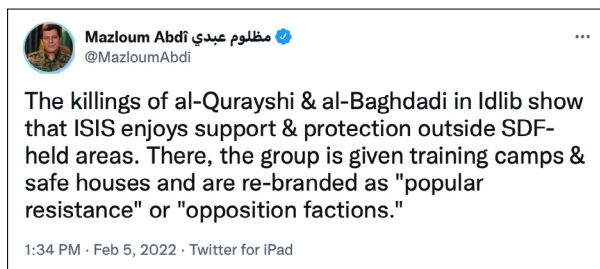 Mazloum Abdî مظلوم عبدي
@MazloumAbdi
The killings of al-Qurayshi & al-Baghdadi in Idlib show
that ISIS enjoys support & protection outside SDF-
held areas. There, the group is given training camps &
safe houses and are re-branded as "popular
resistance" or "opposition factions."
1:34 PM · Feb 5, 2022 · Twitter for iPad